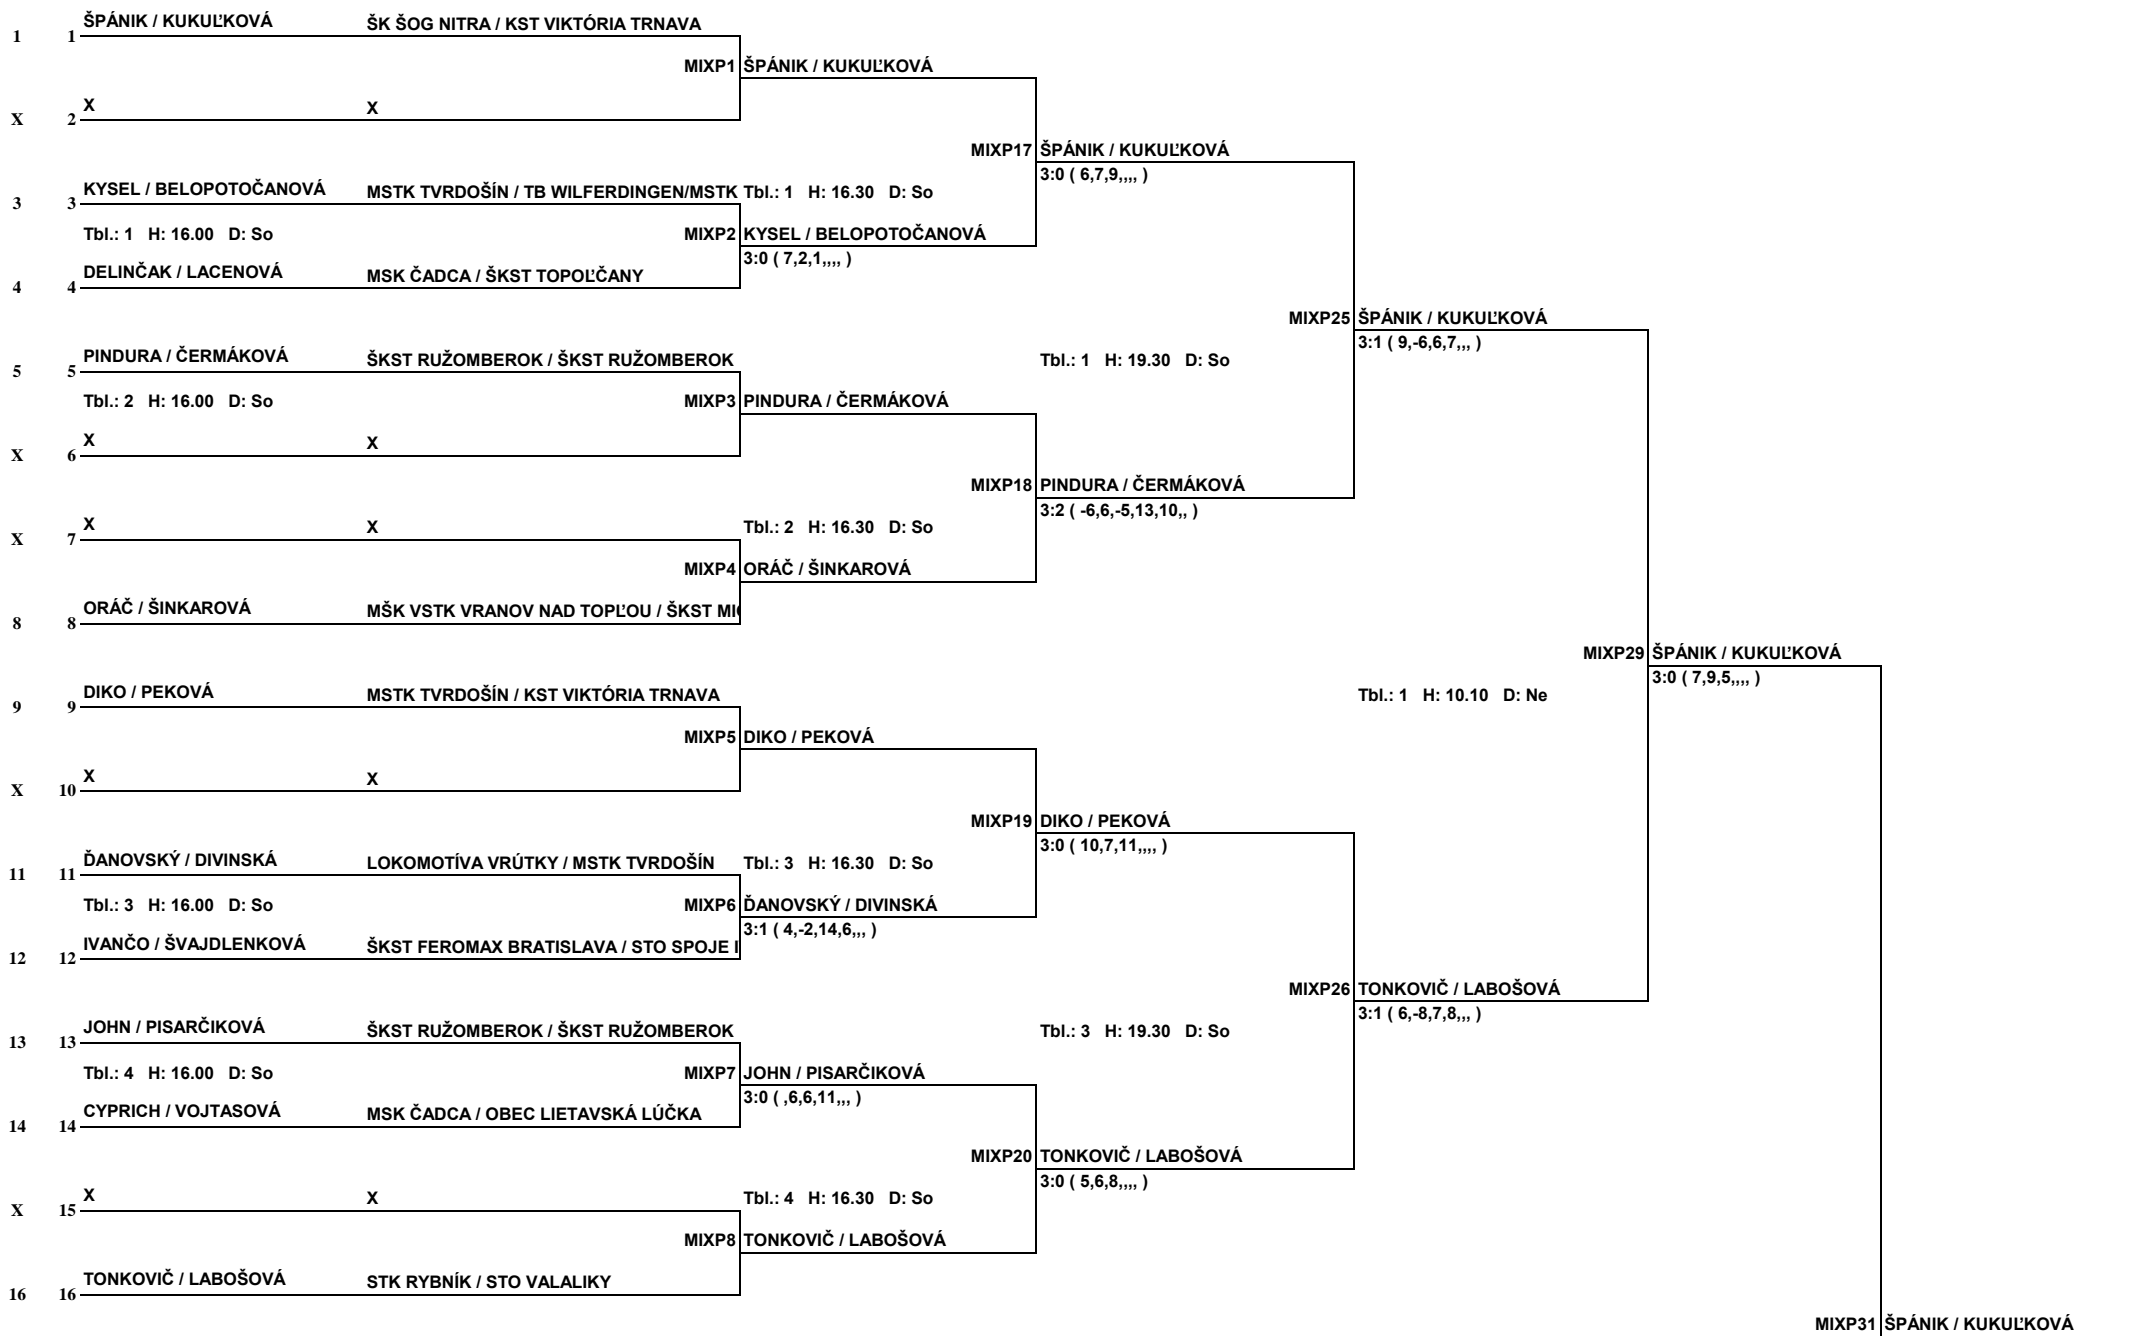 ŠPÁNIK / KUKUĽKOVÁ ŠK ŠOG NITRA / KST VIKTÓRIA TRNAVA
1 1
MIXP1 ŠPÁNIK / KUKUĽKOVÁ
X X
X 2
MIXP17 ŠPÁNIK / KUKUĽKOVÁ
3:0 ( 6,7,9,,,, )
KYSEL / BELOPOTOČANOVÁ MSTK TVRDOŠÍN / TB WILFERDINGEN/MSTK Tbl.: 1 H: 16.30 D: So
3 3
Tbl.: 1 H: 16.00 D: So MIXP2 KYSEL / BELOPOTOČANOVÁ
3:0 ( 7,2,1,,,, )
DELINČAK / LACENOVÁ MSK ČADCA / ŠKST TOPOĽČANY
4 4
MIXP25 ŠPÁNIK / KUKUĽKOVÁ
3:1 ( 9,-6,6,7,,, )
PINDURA / ČERMÁKOVÁ ŠKST RUŽOMBEROK / ŠKST RUŽOMBEROK Tbl.: 1 H: 19.30 D: So
5 5
Tbl.: 2 H: 16.00 D: So MIXP3 PINDURA / ČERMÁKOVÁ
X X
X 6
MIXP18 PINDURA / ČERMÁKOVÁ
3:2 ( -6,6,-5,13,10,, )
X X Tbl.: 2 H: 16.30 D: So
X 7
MIXP4 ORÁČ / ŠINKAROVÁ
ORÁČ / ŠINKAROVÁ MŠK VSTK VRANOV NAD TOPĽOU / ŠKST
8 8
MIXP29 ŠPÁNIK / KUKUĽKOVÁ
3:0 ( 7,9,5,,,, )
DIKO / PEKOVÁ MSTK TVRDOŠÍN / KST VIKTÓRIA TRNAVA Tbl.: 1 H: 10.10 D: Ne
9 9
MIXP5 DIKO / PEKOVÁ
X X
X 10
MIXP19 DIKO / PEKOVÁ
3:0 ( 10,7,11,,,, )
ĎANOVSKÝ / DIVINSKÁ LOKOMOTÍVA VRÚTKY / MSTK TVRDOŠÍN Tbl.: 3 H: 16.30 D: So
11 11
Tbl.: 3 H: 16.00 D: So MIXP6 ĎANOVSKÝ / DIVINSKÁ
3:1 ( 4,-2,14,6,,, )
IVANČO / ŠVAJDLENKOVÁ ŠKST FEROMAX BRATISLAVA / STO SPOJE
12 12
MIXP26 TONKOVIČ / LABOŠOVÁ
3:1 ( 6,-8,7,8,,, )
JOHN / PISARČIKOVÁ ŠKST RUŽOMBEROK / ŠKST RUŽOMBEROK Tbl.: 3 H: 19.30 D: So
13 13
Tbl.: 4 H: 16.00 D: So MIXP7 JOHN / PISARČIKOVÁ
3:0 ( ,6,6,11,,, )
CYPRICH / VOJTASOVÁ MSK ČADCA / OBEC LIETAVSKÁ LÚČKA
14 14
MIXP20 TONKOVIČ / LABOŠOVÁ
3:0 ( 5,6,8,,,, )
X X Tbl.: 4 H: 16.30 D: So
X 15
MIXP8 TONKOVIČ / LABOŠOVÁ
TONKOVIČ / LABOŠOVÁ STK RYBNÍK / STO VALALIKY
16 16
MIXP31 ŠPÁNIK / KUKUĽKOVÁ